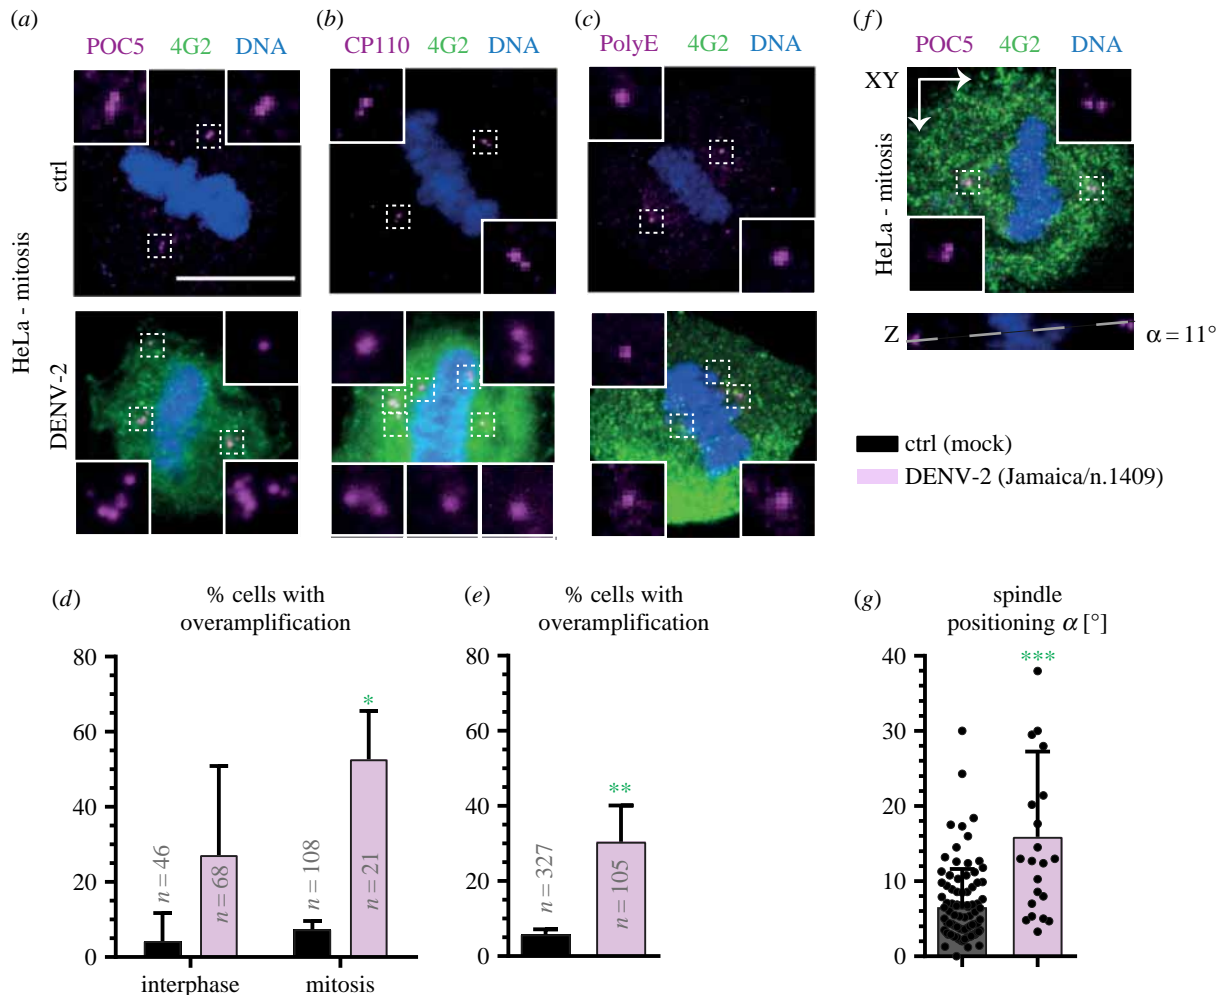 (a)
POC5 4G2 DNA
(b)
CP110 4G2 DNA
(c)
PolyE 4G2 DNA
(f)
POC5 4G2 DNA
HeLa - mitosis
ctrl
DENV-2
HeLa - mitosis
XY
Z
α = 11°
ctrl (mock)
DENV-2 (Jamaica/n.1409)
(d)
% cells with
overamplification
80
60
40
20
0
n = 46
n = 68
n = 108
*
n = 21
interphase
mitosis
(e)
% cells with
overamplification
80
60
40
20
0
n = 327
**
n = 105
(g)
spindle
positioning α [°]
40
30
20
10
0
***